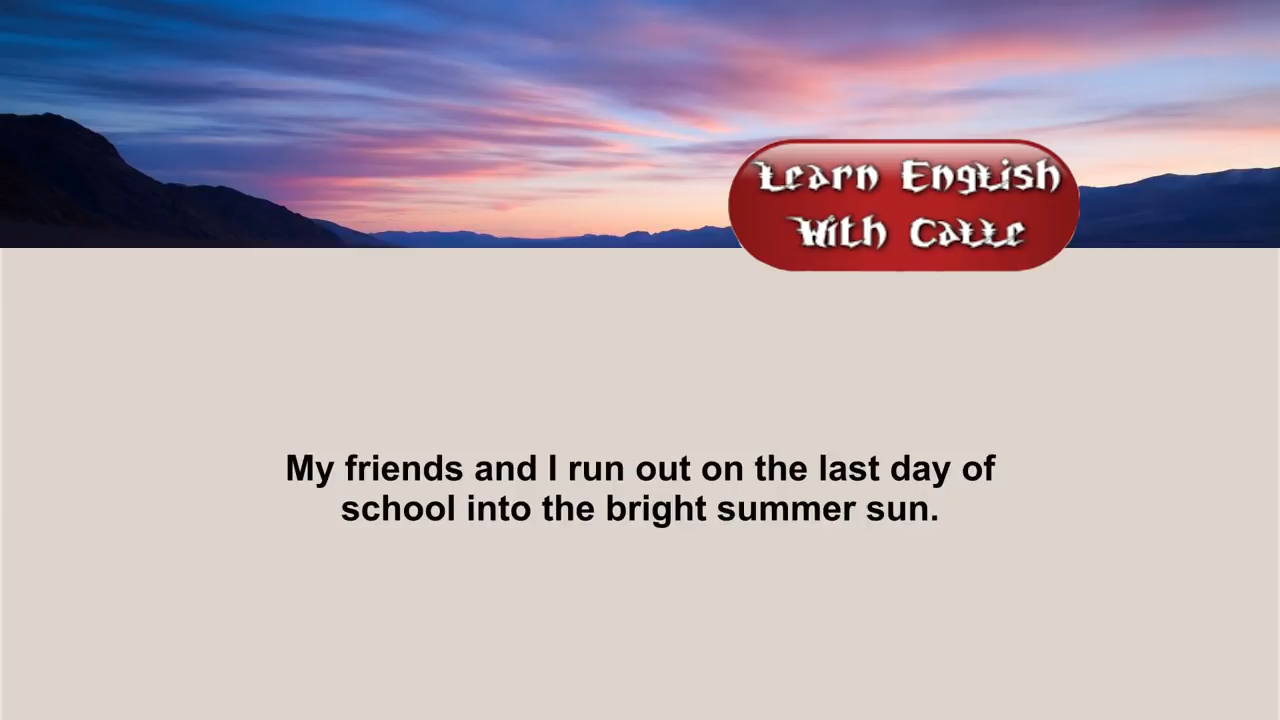 Learn English
With Calle
My friends and I run out on the last day of
school into the bright summer sun.